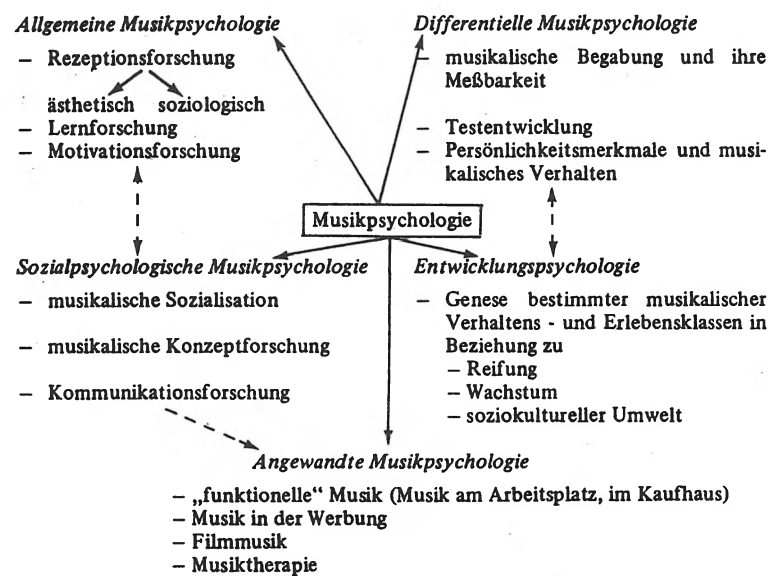 Allgemeine Musikpsychologie
– Rezeptionsforschung
ästhetisch soziologisch
– Lernforschung
– Motivationsforschung
Differentielle Musikpsychologie
– musikalische Begabung und ihre
Meßbarkeit
– Testentwicklung
– Persönlichkeitsmerkmale und musi-
kalisches Verhalten
Musikpsychologie
Sozialpsychologische Musikpsychologie
– musikalische Sozialisation
– musikalische Konzeptforschung
– Kommunikationsforschung
Entwicklungspsychologie
– Genese bestimmter musikalischer
Verhaltens - und Erlebensklassen in
Beziehung zu
– Reifung
– Wachstum
– soziokultureller Umwelt
Angewandte Musikpsychologie
– „funktionelle“ Musik (Musik am Arbeitsplatz, im Kaufhaus)
– Musik in der Werbung
– Filmmusik
– Musiktherapie